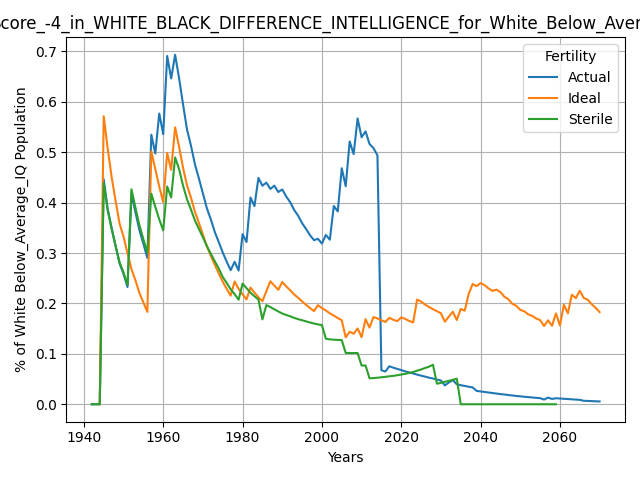 core_-4_in_WHITE_BLACK_DIFFERENCE_INTELLIGENCE_for_White_Below_Aver
% of White Below_Average_IQ Population
0.7
0.6
0.5
0.4
0.3
0.2
0.1
0.0
Fertility
Actual
Ideal
Sterile
1940 1960 1980 2000 2020 2040 2060
Years